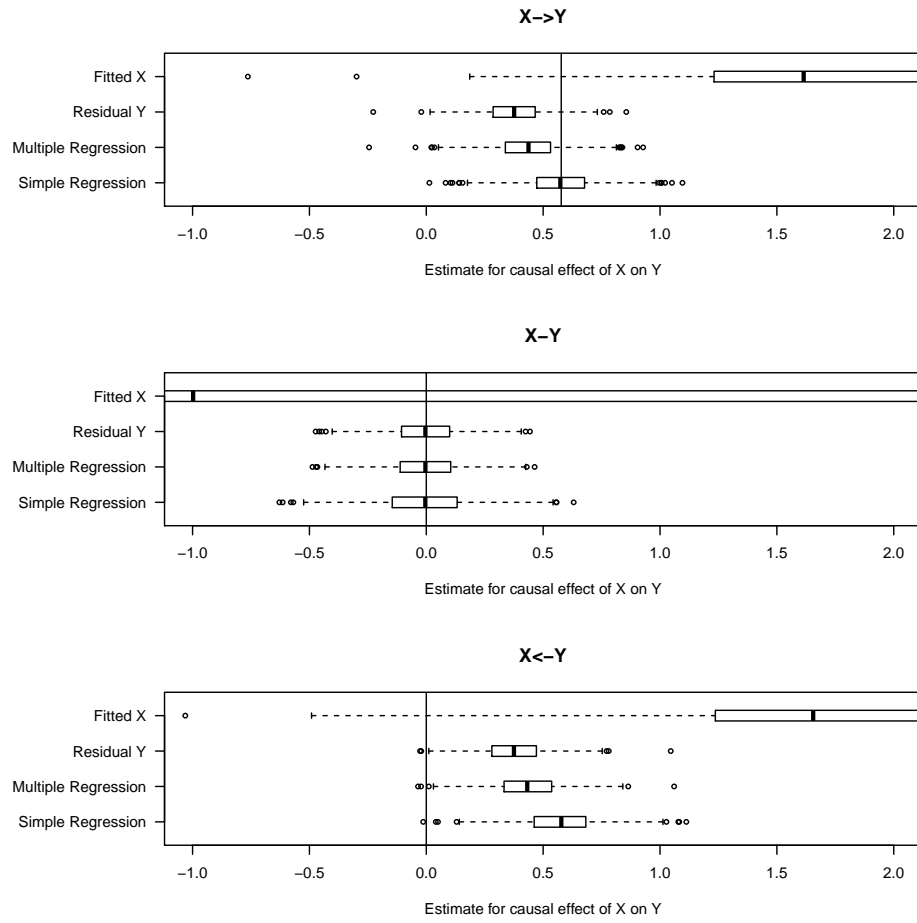 X->Y
Fitted X
Residual Y
Multiple Regression
Simple Regression
−1.0 −0.5 0.0 0.5 1.0 1.5 2.0
Estimate for causal effect of X on Y
X−Y
Fitted X
Residual Y
Multiple Regression
Simple Regression
−1.0 −0.5 0.0 0.5 1.0 1.5 2.0
Estimate for causal effect of X on Y
X<−Y
Fitted X
Residual Y
Multiple Regression
Simple Regression
−1.0 −0.5 0.0 0.5 1.0 1.5 2.0
Estimate for causal effect of X on Y